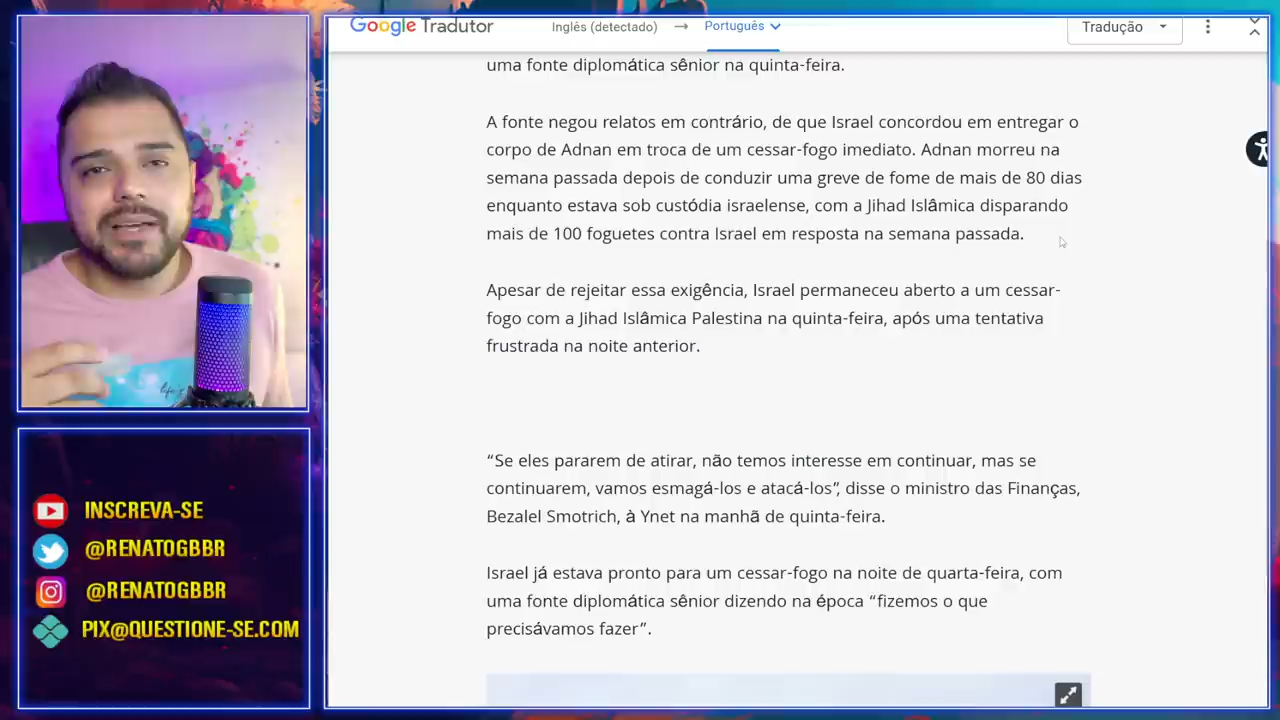 Google Tradutor
Inglês (detectado) → Português
Tradução
uma fonte diplomática sênior na quinta-feira.
A fonte negou relatos em contrário, de que Israel concordou em entregar o
corpo de Adnan em troca de um cessar-fogo imediato. Adnan morreu na
semana passada depois de conduzir uma greve de fome de mais de 80 dias
enquanto estava sob custódia israelense, com a Jihad Islâmica disparando
mais de 100 foguetes contra Israel em resposta na semana passada.
Apesar de rejeitar essa exigência, Israel permaneceu aberto a um cessar-
fogo com a Jihad Islâmica Palestina na quinta-feira, após uma tentativa
frustrada na noite anterior.
“Se eles pararem de atirar, não temos interesse em continuar, mas se
continuarem, vamos esmagá-los e atacá-los”, disse o ministro das Finanças,
Bezalel Smotrich, à Ynet na manhã de quinta-feira.
Israel já estava pronto para um cessar-fogo na noite de quarta-feira, com
uma fonte diplomática sênior dizendo na época “fizemos o que
precisávamos fazer”.
INSCREVA-SE
@RENATOGBBR
@RENATOGBBR
PIX@QUESTIONE-SE.COM